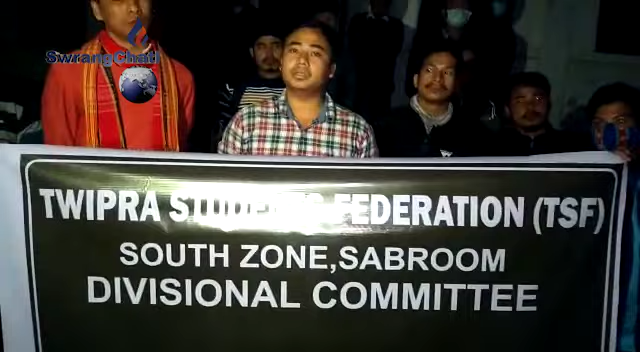 SwrangChati
TWIPRA STUDENTS FEDERATION (TSF)
SOUTH ZONE,SABROOM
DIVISIONAL COMMITTEE